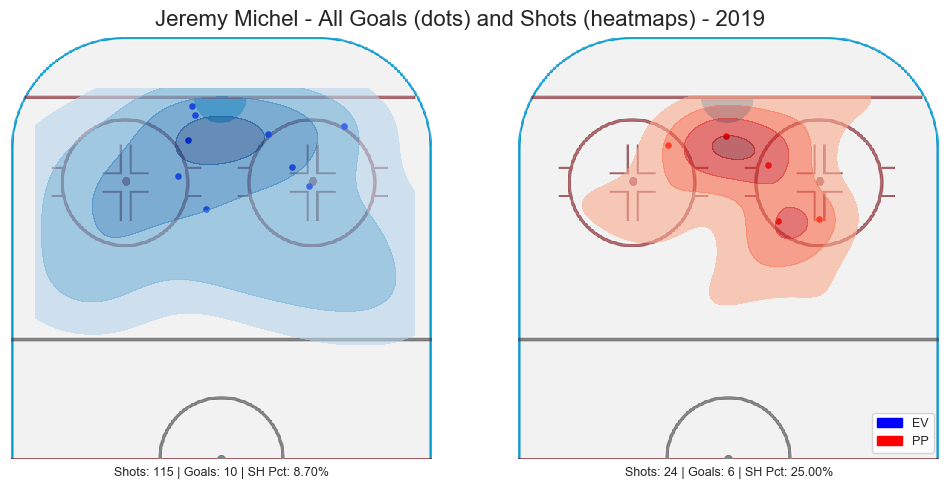 Jeremy Michel - All Goals (dots) and Shots (heatmaps) - 2019
EV
PP
Shots: 115 | Goals: 10 | SH Pct: 8.70%
Shots: 24 | Goals: 6 | SH Pct: 25.00%